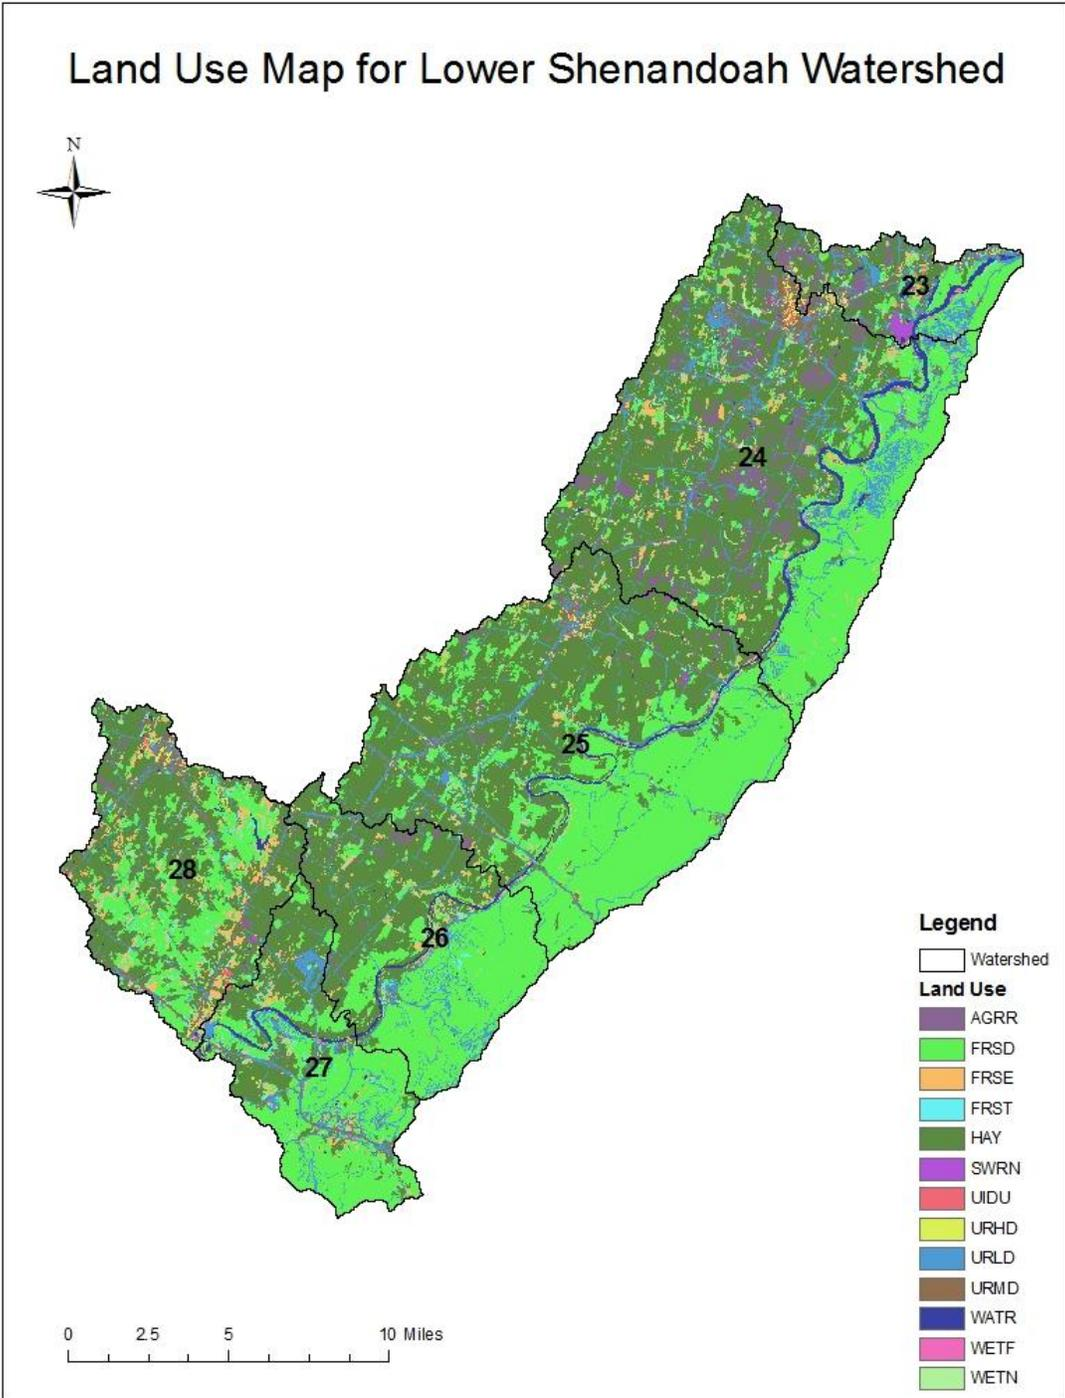 Land Use Map for Lower Shenandoah Watershed
N
23
24
25
28
26
27
Legend
Watershed
Land Use
AGRR
FRSD
FRSE
FRST
HAY
SWRN
UIDU
URHD
URLD
URMD
WATR
WETF
WETN
0 2.5 5 10 Miles